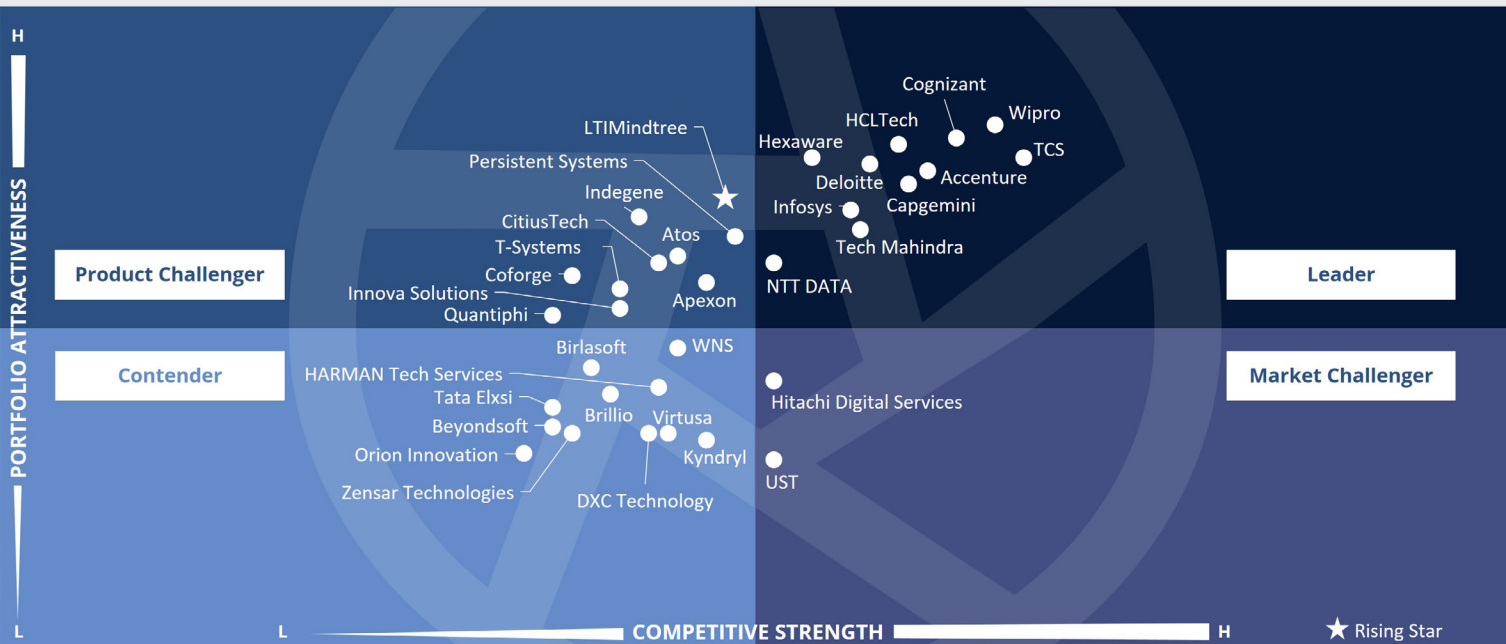 H
PORTFOLIO ATTRACTIVENESS
L
Product Challenger
Leader
Contender
Market Challenger
Cognizant
Wipro
HCLTech
LTIMindtree
Hexaware
TCS
Persistent Systems
Deloitte
Accenture
Indegene
Infosys
Capgemini
CitiusTech
Atos
T-Systems
Tech Mahindra
Coforge
NTT DATA
Innova Solutions
Apexon
Quantiphi
Birlasoft
WNS
HARMAN Tech Services
Tata Elxsi
Hitachi Digital Services
Brillio
Virtusa
Beyondsoft
Orion Innovation
Kyndryl
UST
Zensar Technologies
DXC Technology
L
COMPETITIVE STRENGTH
H
Rising Star